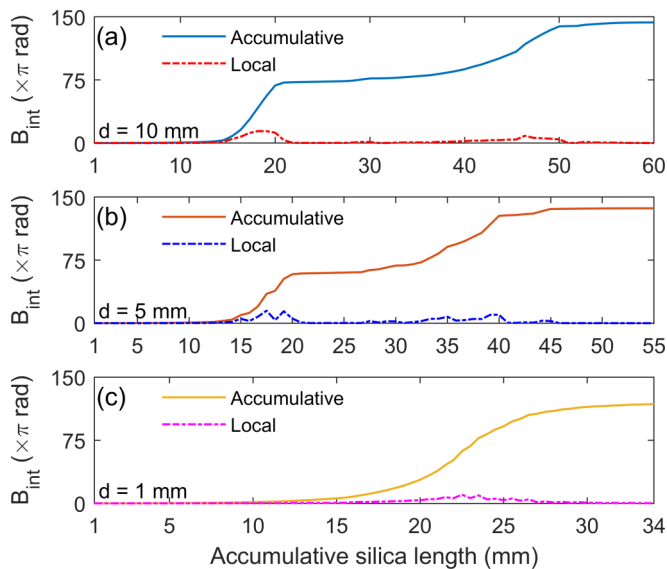 150
(a)
Accumulative
Local
75
d = 10 mm
0
1 10 20 30 40 50 60
B_int (×π rad)
150
(b)
Accumulative
Local
75
d = 5 mm
0
1 5 10 15 20 25 30 35 40 45 50 55
B_int (×π rad)
150
(c)
Accumulative
Local
75
d = 1 mm
0
1 5 10 15 20 25 30 34
B_int (×π rad)
Accumulative silica length (mm)